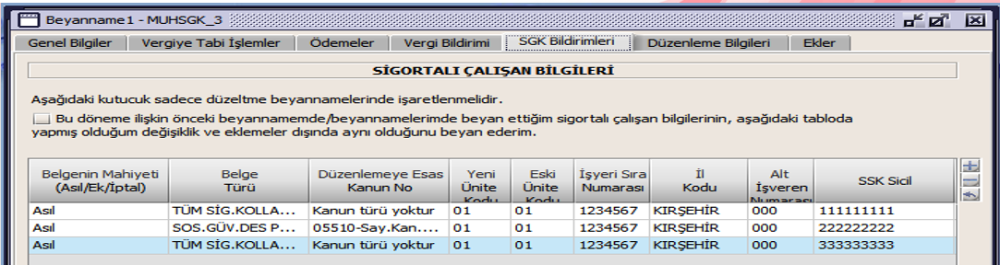 Beyanname1 - MUHSGK_3
Genel Bilgiler Vergiye Tabi İşlemler Ödemeler Vergi Bildirimi SGK Bildirimleri Düzenleme Bilgileri Ekler
SİGORTALI ÇALIŞAN BİLGİLERİ
Aşağıdaki kutucuk sadece düzeltme beyannamelerinde işaretlenmelidir.
Bu döneme ilişkin önceki beyannamemde/beyannamelerimde beyan ettiğim sigortalı çalışan bilgilerinin, aşağıdaki tabloda
yapmış olduğum değişiklik ve eklemeler dışında aynı olduğunu beyan ederim.
Belgenin Mahiyeti Belge Düzenlemeye Esas Yeni Eski İşyeri Sıra İl Alt SSK Sicil
(Asıl/Ek/İptal) Türü Kanun No Ünite Ünite Numarası Kodu İşveren
Kodu Kodu Numarası
Asıl TÜM SİG.KOLLA... Kanun türü yoktur 01 01 1234567 KIRŞEHİR 000 111111111
Asıl SOS.GÜV.DES P... 05510-Say.Kan.... 01 01 1234567 KIRŞEHİR 000 222222222
Asıl TÜM SİG.KOLLA... Kanun türü yoktur 01 01 1234567 KIRŞEHİR 000 333333333